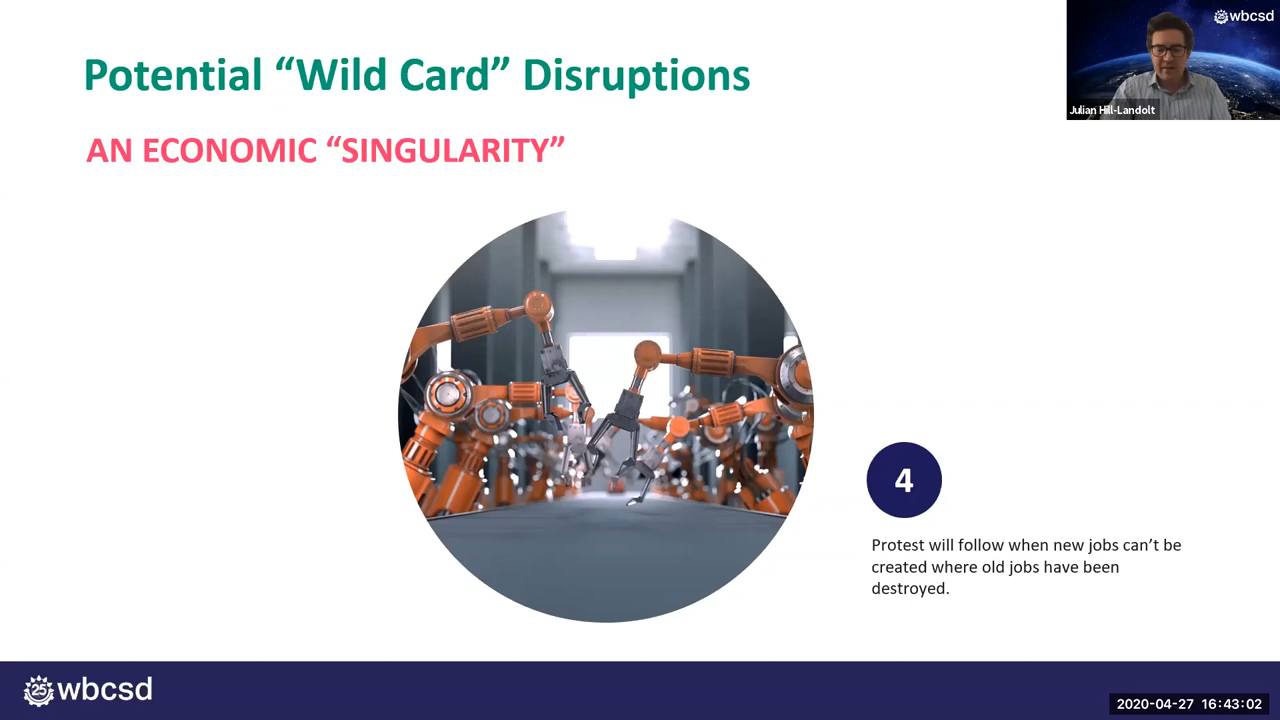 Potential “Wild Card” Disruptions
AN ECONOMIC “SINGULARITY”
wbcsd
Julian Hill-Landolt
4
Protest will follow when new jobs can’t be
created where old jobs have been
destroyed.
25 wbcsd
2020-04-27 16:43:02